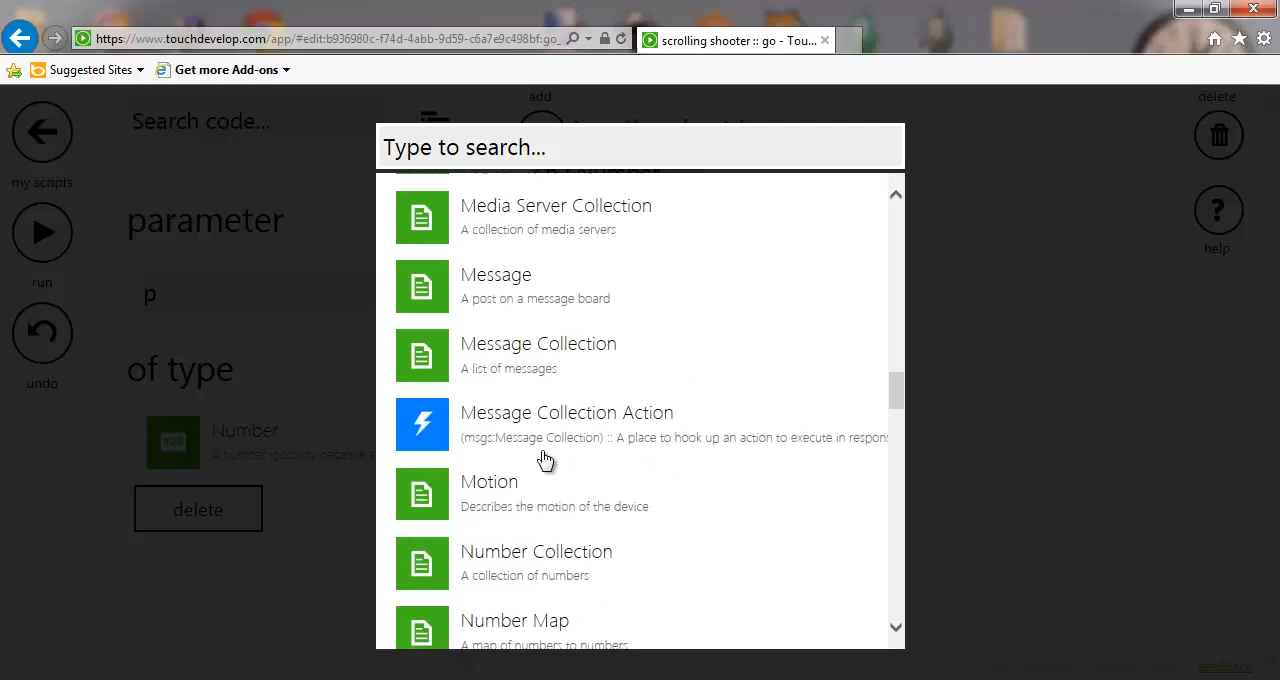 https://www.touchdevelop.com/app/#edit:b936980c-f74d-4abb-9d59-c6a7e9c498bf:go_
scrolling shooter :: go - Tou...
Suggested Sites
Get more Add-ons
add
delete
Search code...
Type to search...
my scripts
help
parameter
run
p
undo
of type
Number
A number (possibly negative a
delete
Media Server Collection
A collection of media servers
Message
A post on a message board
Message Collection
A list of messages
Message Collection Action
(msgs:Message Collection) :: A place to hook up an action to execute in respon
Motion
Describes the motion of the device
Number Collection
A collection of numbers
Number Map
A map of numbers to numbers
feedback